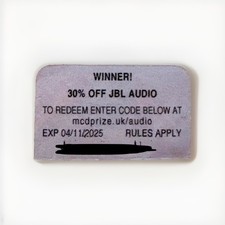 WINNER!
30% OFF JBL AUDIO
TO REDEEM ENTER CODE BELOW AT
mcdprize.uk/audio
EXP 04/11/2025 RULES APPLY